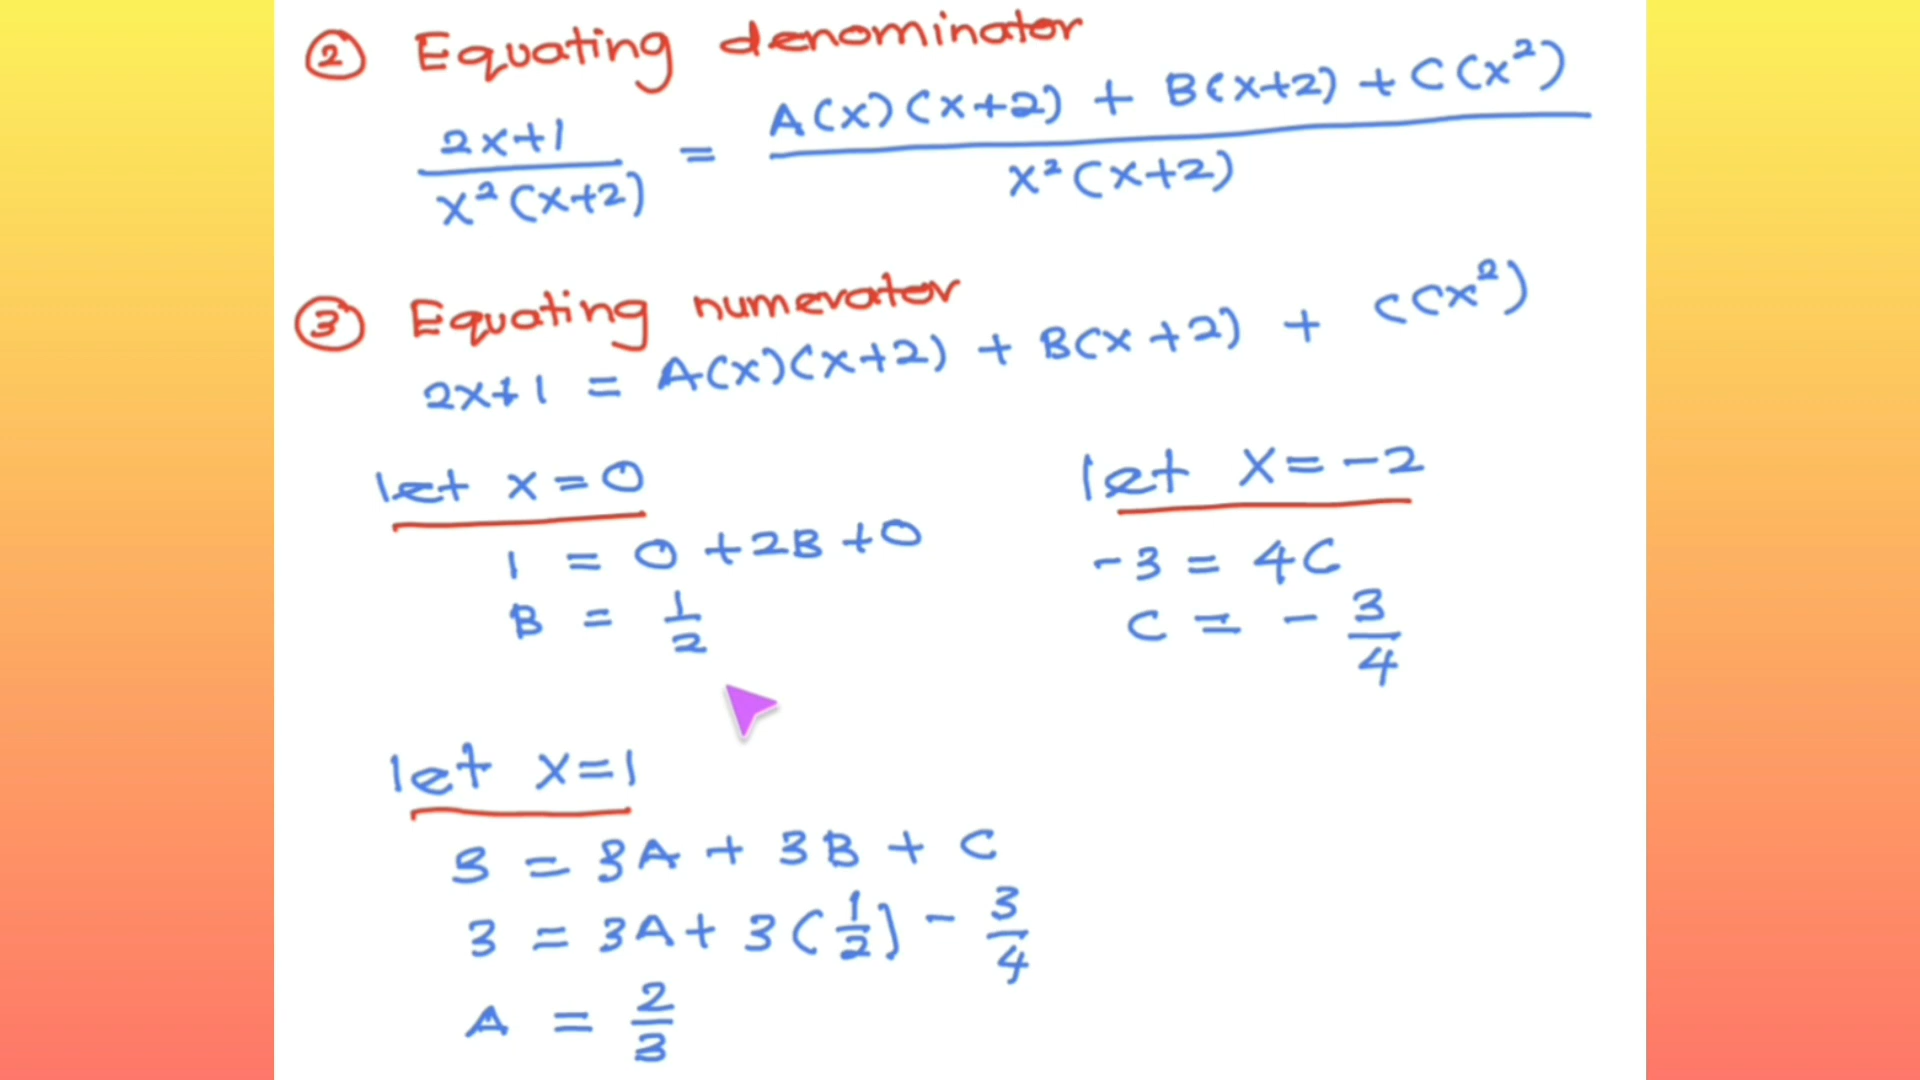 ② Equating denominator
2x+1 / x²(x+2) = A(x)(x+2) + B(x+2) + C(x²) / x²(x+2)
③ Equating numerator
2x+1 = A(x)(x+2) + B(x+2) + C(x²)
let x=0
1 = 0+2B+0
B = 1/2
let x=-2
-3 = 4C
C = - 3/4
let x=1
3 = 3A + 3B + C
3 = 3A + 3(1/2) - 3/4
A = 2/3